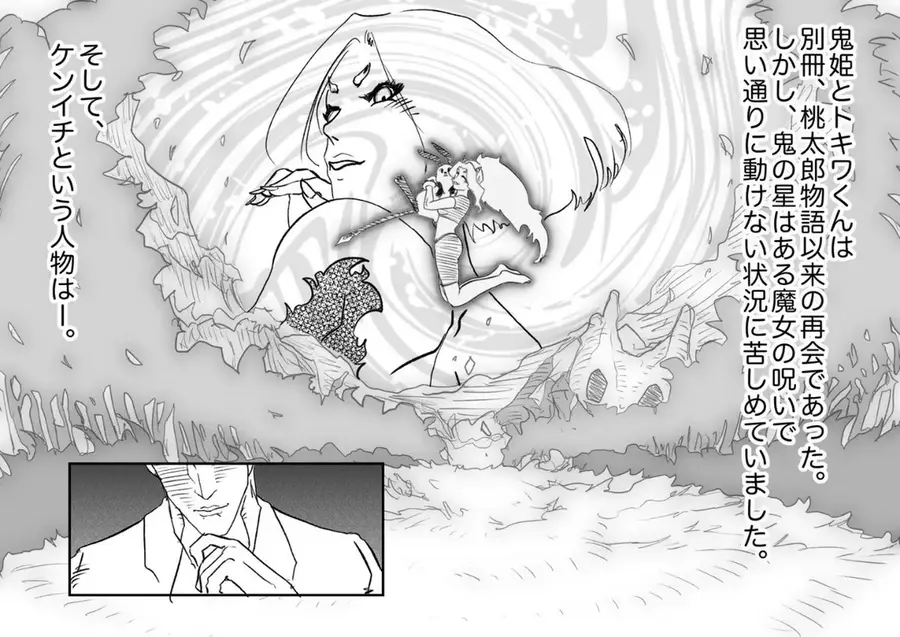 鬼姫とトキワくんは
別冊、桃太郎物語以来の再会であった。
しかし、鬼の星はある魔女の呪いで
思い通りに動けない状況に苦しめていました。
そして、
ケンイチという人物はー。